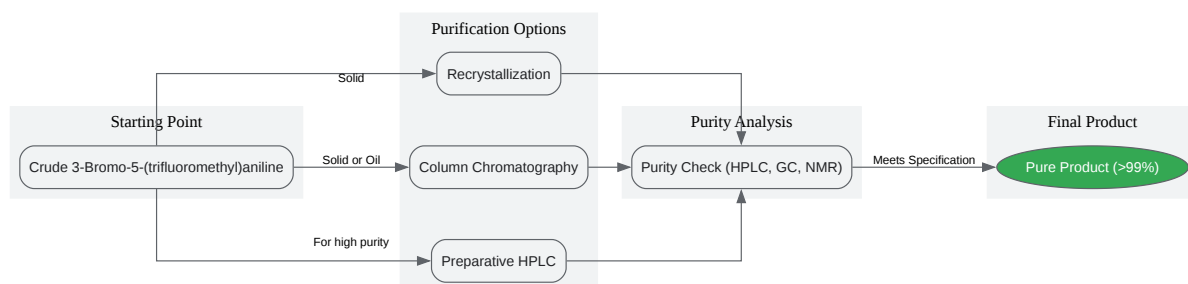 Purification Options
Recrystallization
Solid
Starting Point
Purity Analysis
Final Product
Crude 3-Bromo-5-(trifluoromethyl)aniline
Solid or Oil
Column Chromatography
Purity Check (HPLC, GC, NMR)
Meets Specification
Pure Product (>99%)
For high purity
Preparative HPLC